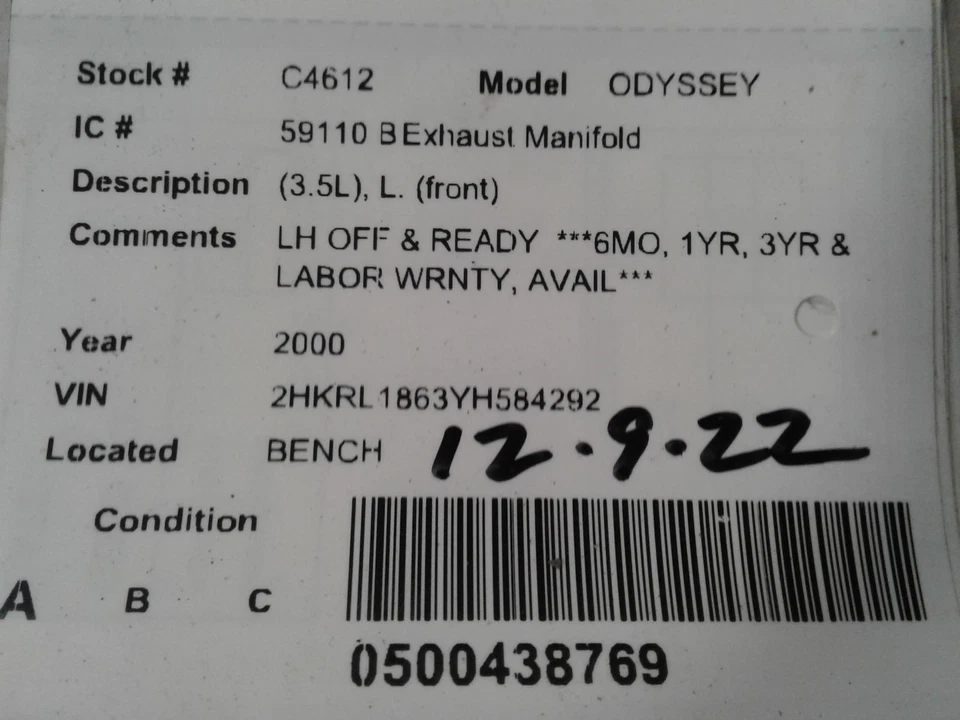 Stock # C4612 Model ODYSSEY
IC # 59110 B Exhaust Manifold
Description (3.5L), L. (front)
Comments LH OFF & READY ***6MO, 1YR, 3YR &
LABOR WRNTY, AVAIL***
Year 2000
VIN 2HKRL1863YH584292
Located BENCH 12.9.22
Condition
A B C
0500438769